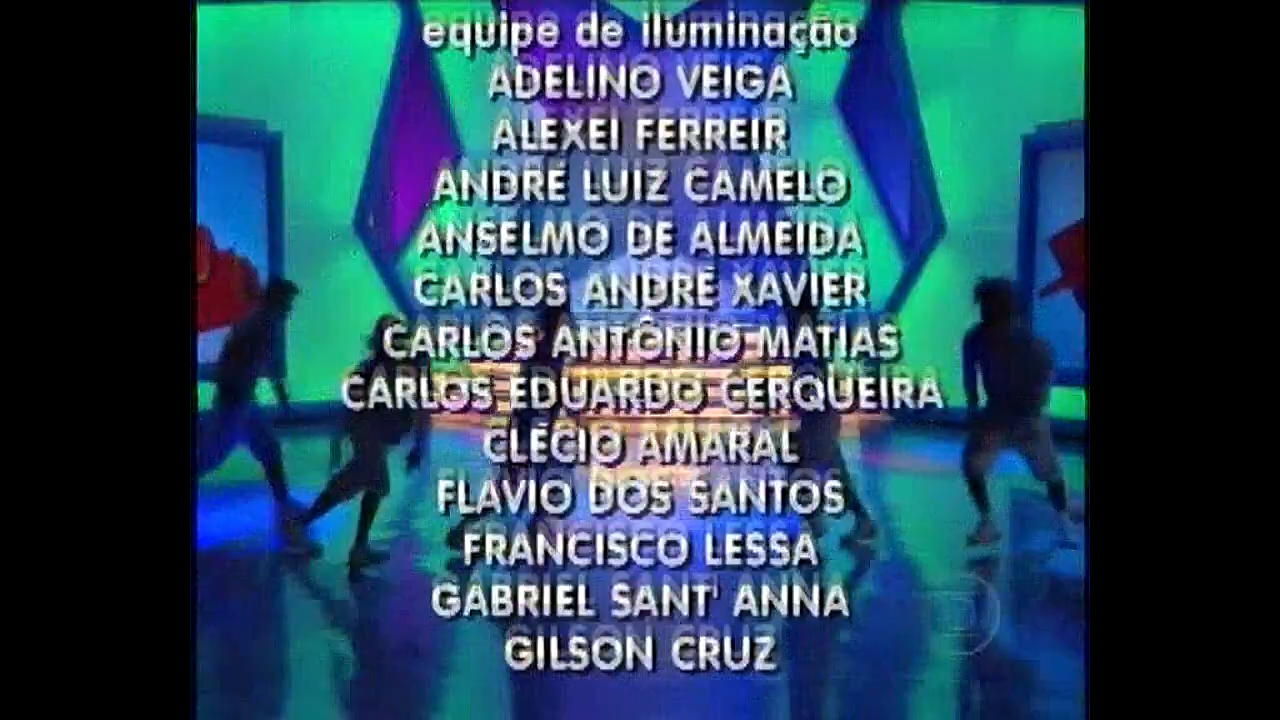 equipe de iluminação
ADELINO VEIGA
ALEXEI FERREIR
ANDRÉ LUIZ CAMELO
ANSELMO DE ALMEIDA
CARLOS ANDRÉ XAVIER
CARLOS ANTÔNIO MATIAS
CARLOS EDUARDO CERQUEIRA
CLÉCIO AMARAL
FLAVIO DOS SANTOS
FRANCISCO LESSA
GABRIEL SANT' ANNA
GILSON CRUZ